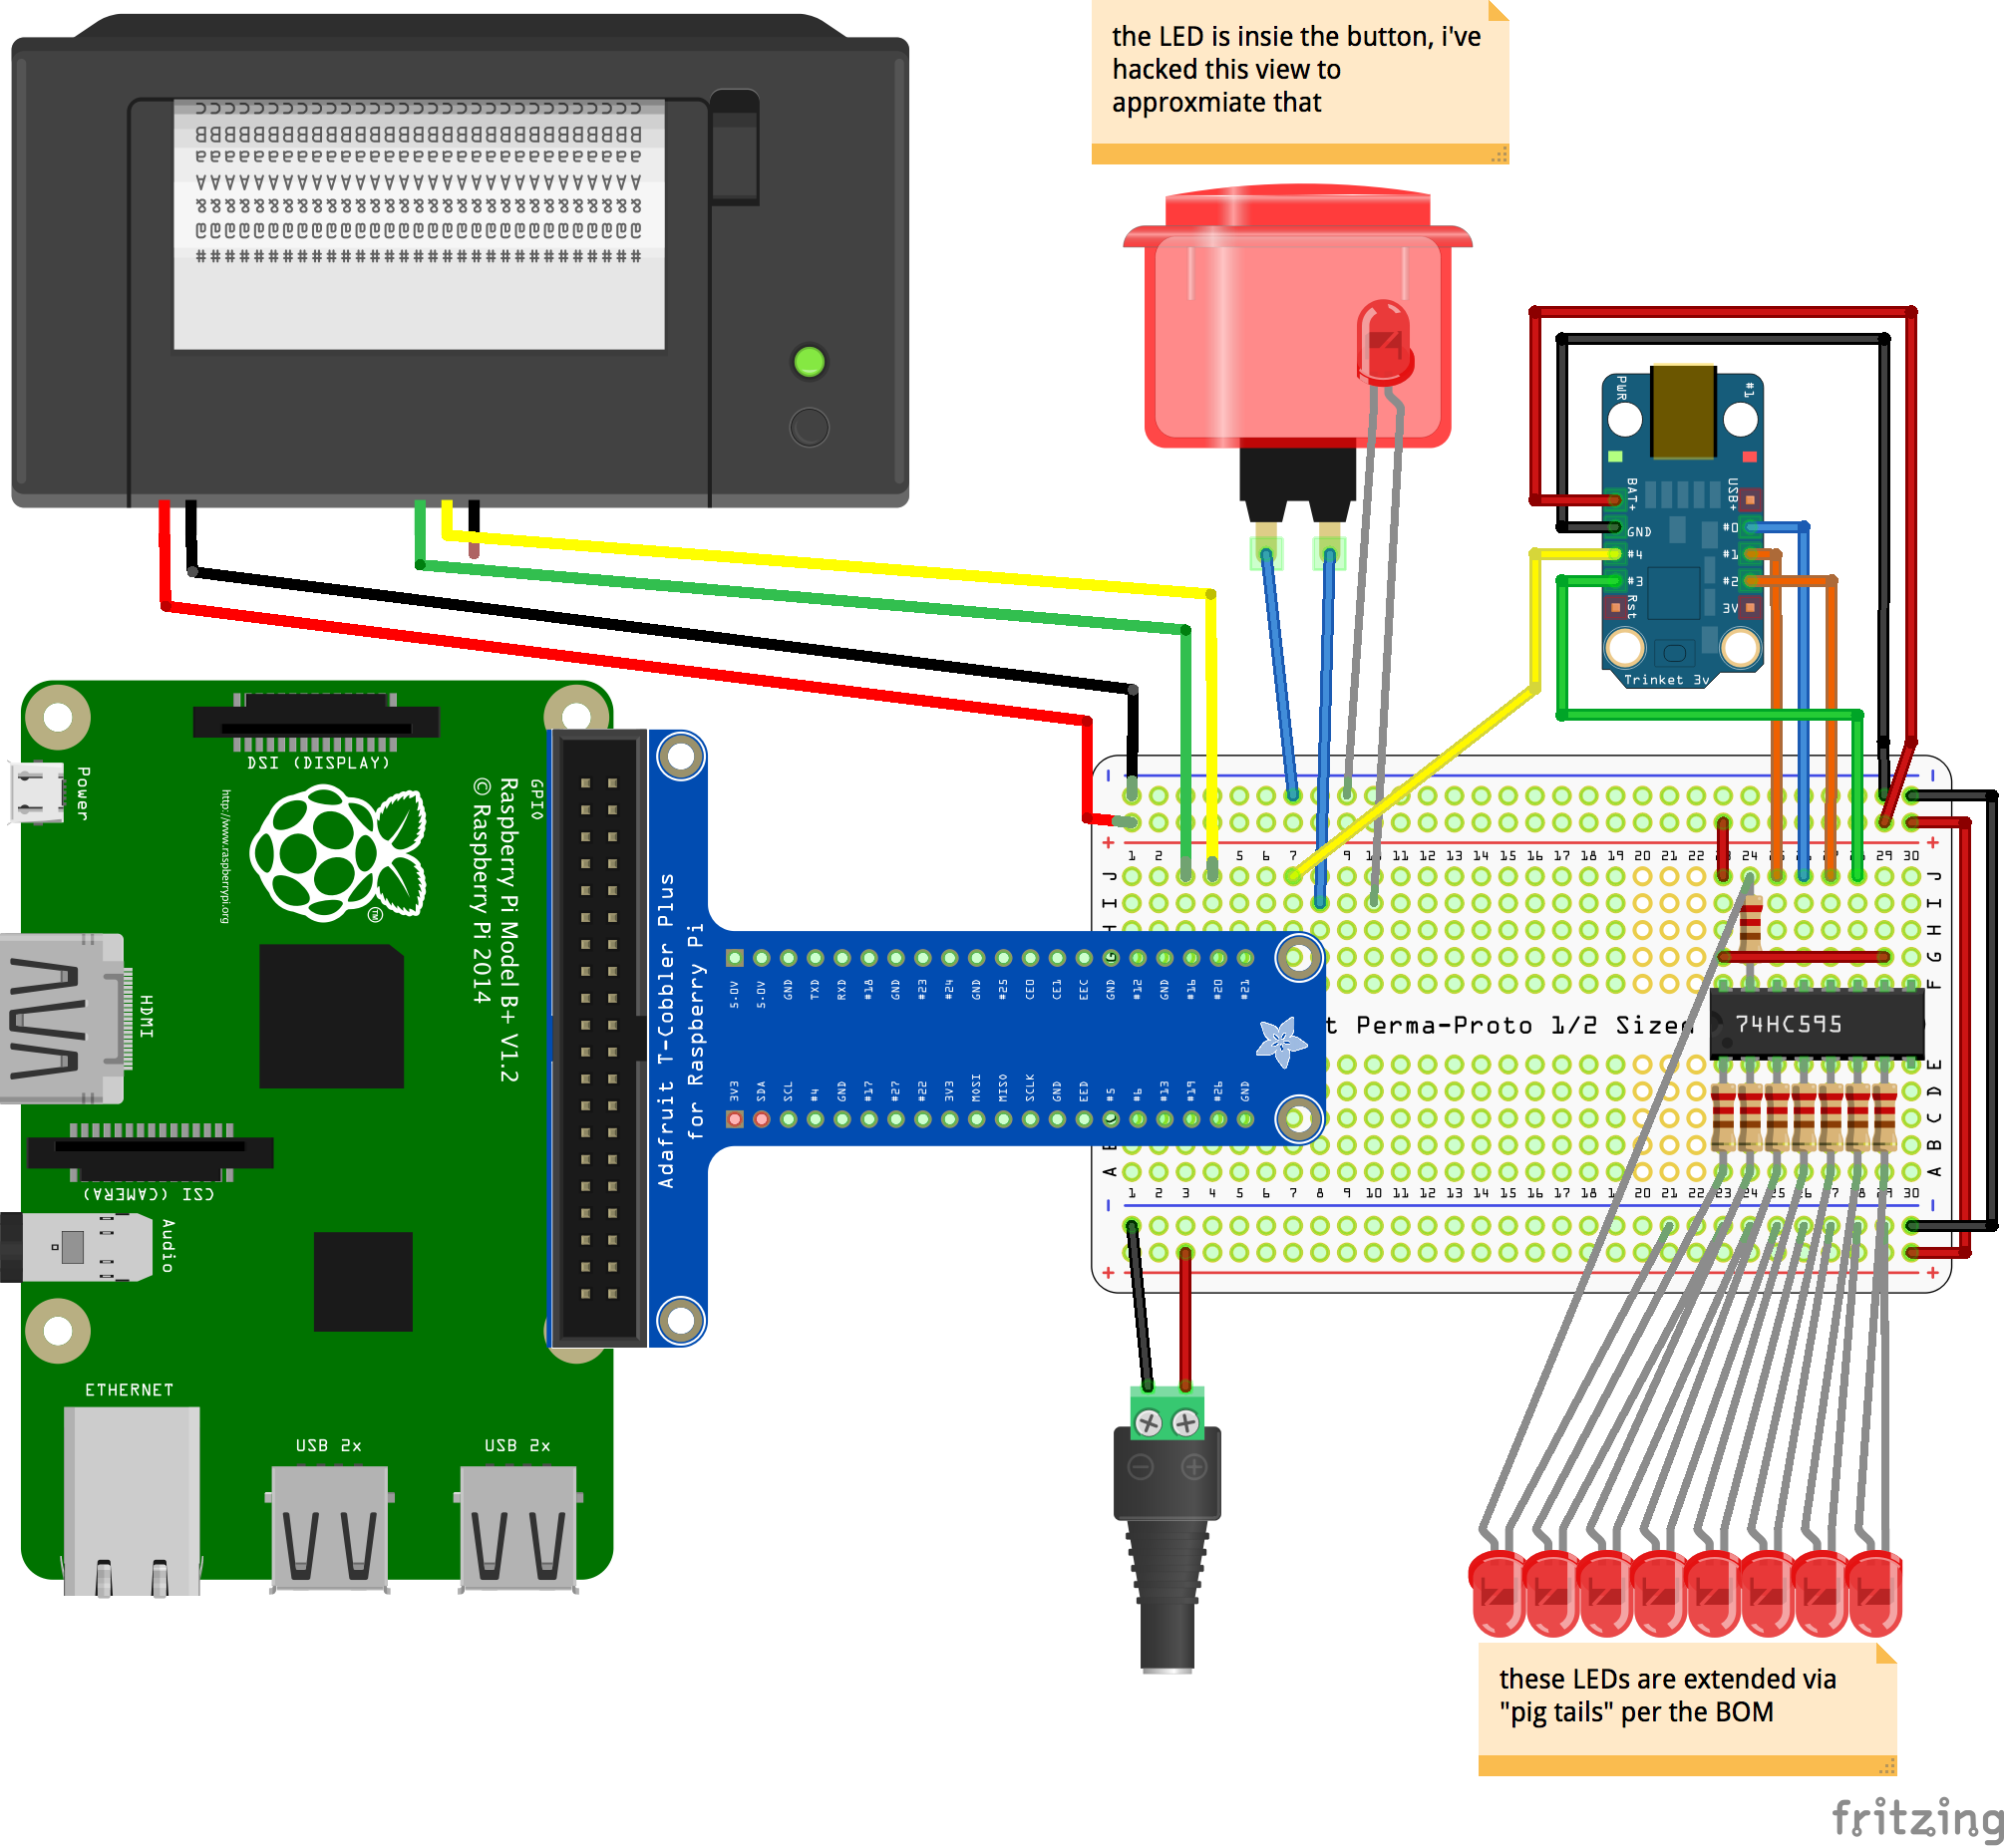 the LED is insie the button, i've
hacked this view to
approxmiate that
CCCCCCCCCCCCCCCCCCCCCCCCCCCCCCC
BBBBBBBBBBBBBBBBBBBBBBBBBBBBBBB
aaaaaaaaaaaaaaaaaaaaaaaaaaaaaaa
AAAAAAAAAAAAAAAAAAAAAAAAAAAAAAA
&&&&&&&&&&&&&&&&&&&&&&&&&&&&&&&
@@@@@@@@@@@@@@@@@@@@@@@@@@@@@@@
###############################
PWR
#1
BAT+
USB+
GND
#0
#4
#1
#3
#2
Rst
3V
Trinket 3v
DSI (DISPLAY)
Power
http://www.raspberrypi.org
TM
GPIO
Raspberry Pi Model B+ V1.2
© Raspberry Pi 2014
HDMI
CSI (CAMERA)
Audio
ETHERNET
USB 2x
USB 2x
Adafruit T-Cobbler Plus
for Raspberry Pi
5.0V 5.0V GND TXD RXD #18 GND #23 #24 GND #25 CE0 CE1 EEC GND #12 GND #19 #20 #21
3V3 SDA SCL #4 GND #17 #27 #22 3V3 MOSI MISO SCLK GND EED #5 #6 #13 #19 #26 GND
- -
+ +
1 2 5 6 7 9 10 11 12 13 14 15 16 17 18 19 20 21 22 24 29 30
J J
I I
H H
G G
F
t Perma-Proto 1/2 Sized
74HC595
E
D
C C
B B
A A
1 2 3 4 5 6 7 8 9 10 11 12 13 14 15 16 17 18 19 20 21 22 23 24 25 26 27 28 29 30
- -
+ +
- +
these LEDs are extended via
"pig tails" per the BOM
fritzing